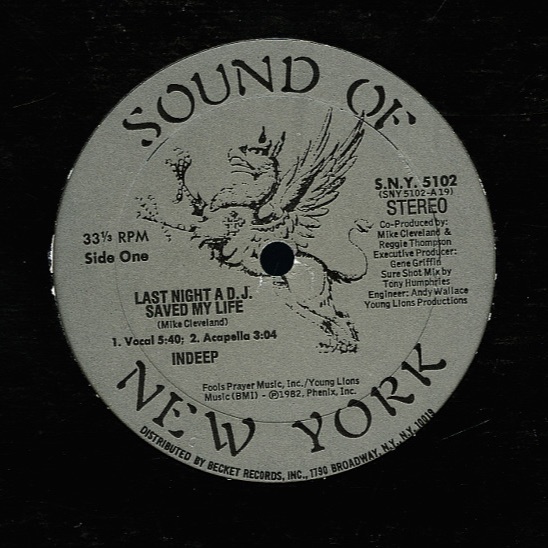 SOUND OF
S.N.Y. 5102
(SNY 5102-A 19)
STEREO
Co-Produced by:
Mike Cleveland &
Reggie Thompson
Executive Producer:
Gene Griffin
Sure Shot Mix by
Tony Humphries
Engineer: Andy Wallace
Young Lions Productions
33⅓ RPM
Side One
LAST NIGHT A D.J.
SAVED MY LIFE
(Mike Cleveland)
1. Vocal 5:40; 2. Acapella 3:04
INDEEP
Fools Prayer Music, Inc./Young Lions
Music (BMI) - ℗1982, Phenix, Inc.
NEW YORK
DISTRIBUTED BY BECKET RECORDS, INC., 1790 BROADWAY, N.Y., N.Y. 10019